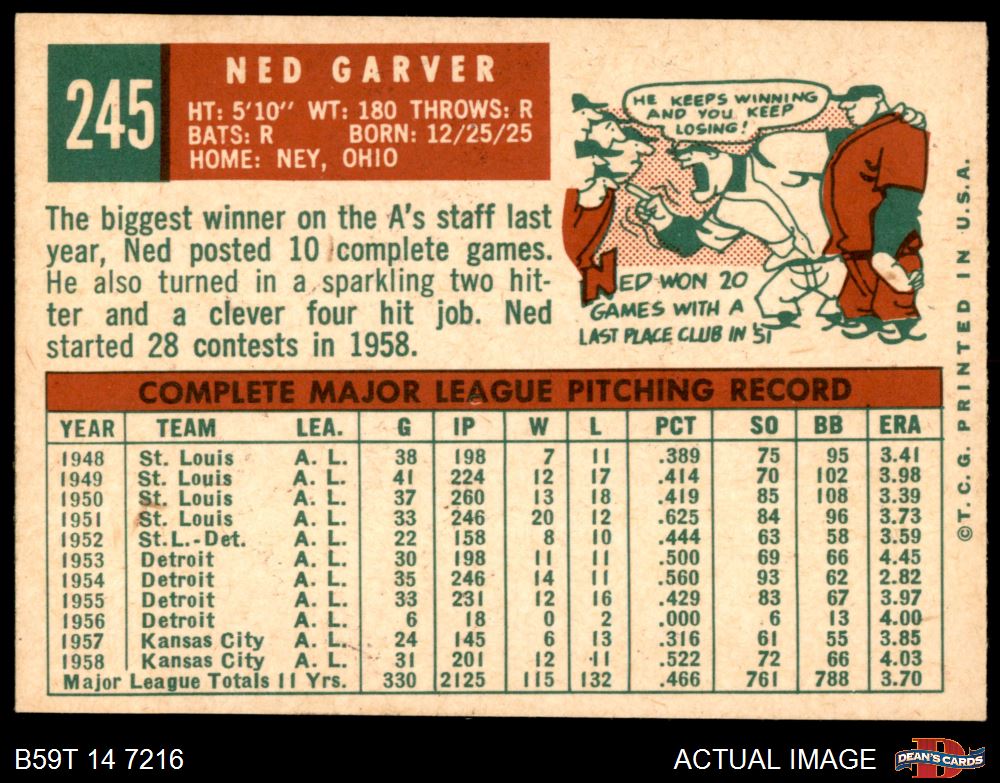 245
NED GARVER
HT: 5'10" WT: 180 THROWS: R
BATS: R BORN: 12/25/25
HOME: NEY, OHIO
HE KEEPS WINNING
AND YOU KEEP
LOSING!
NED WON 20
GAMES WITH A
LAST PLACE CLUB IN '51
The biggest winner on the A's staff last
year, Ned posted 10 complete games.
He also turned in a sparkling two hit-
ter and a clever four hit job. Ned
started 28 contests in 1958.
COMPLETE MAJOR LEAGUE PITCHING RECORD
YEAR TEAM LEA. G IP W L PCT SO BB ERA
1948 St. Louis A. L. 38 198 7 11 .389 75 95 3.41
1949 St. Louis A. L. 41 224 12 17 .414 70 102 3.98
1950 St. Louis A. L. 37 260 13 18 .419 85 108 3.39
1951 St. Louis A. L. 33 246 20 12 .625 84 96 3.73
1952 St.L.-Det. A. L. 22 158 8 10 .444 63 58 3.59
1953 Detroit A. L. 30 198 11 11 .500 69 66 4.45
1954 Detroit A. L. 35 246 14 11 .560 93 62 2.82
1955 Detroit A. L. 33 231 12 16 .429 83 67 3.97
1956 Detroit A. L. 6 18 0 2 .000 6 13 4.00
1957 Kansas City A. L. 24 145 6 13 .316 61 55 3.85
1958 Kansas City A. L. 31 201 12 11 .522 72 66 4.03
Major League Totals 11 Yrs. 330 2125 115 132 .466 761 788 3.70
©T. C. G. PRINTED IN U.S.A.
B59T 14 7216
ACTUAL IMAGE
D
DEAN'S CARDS